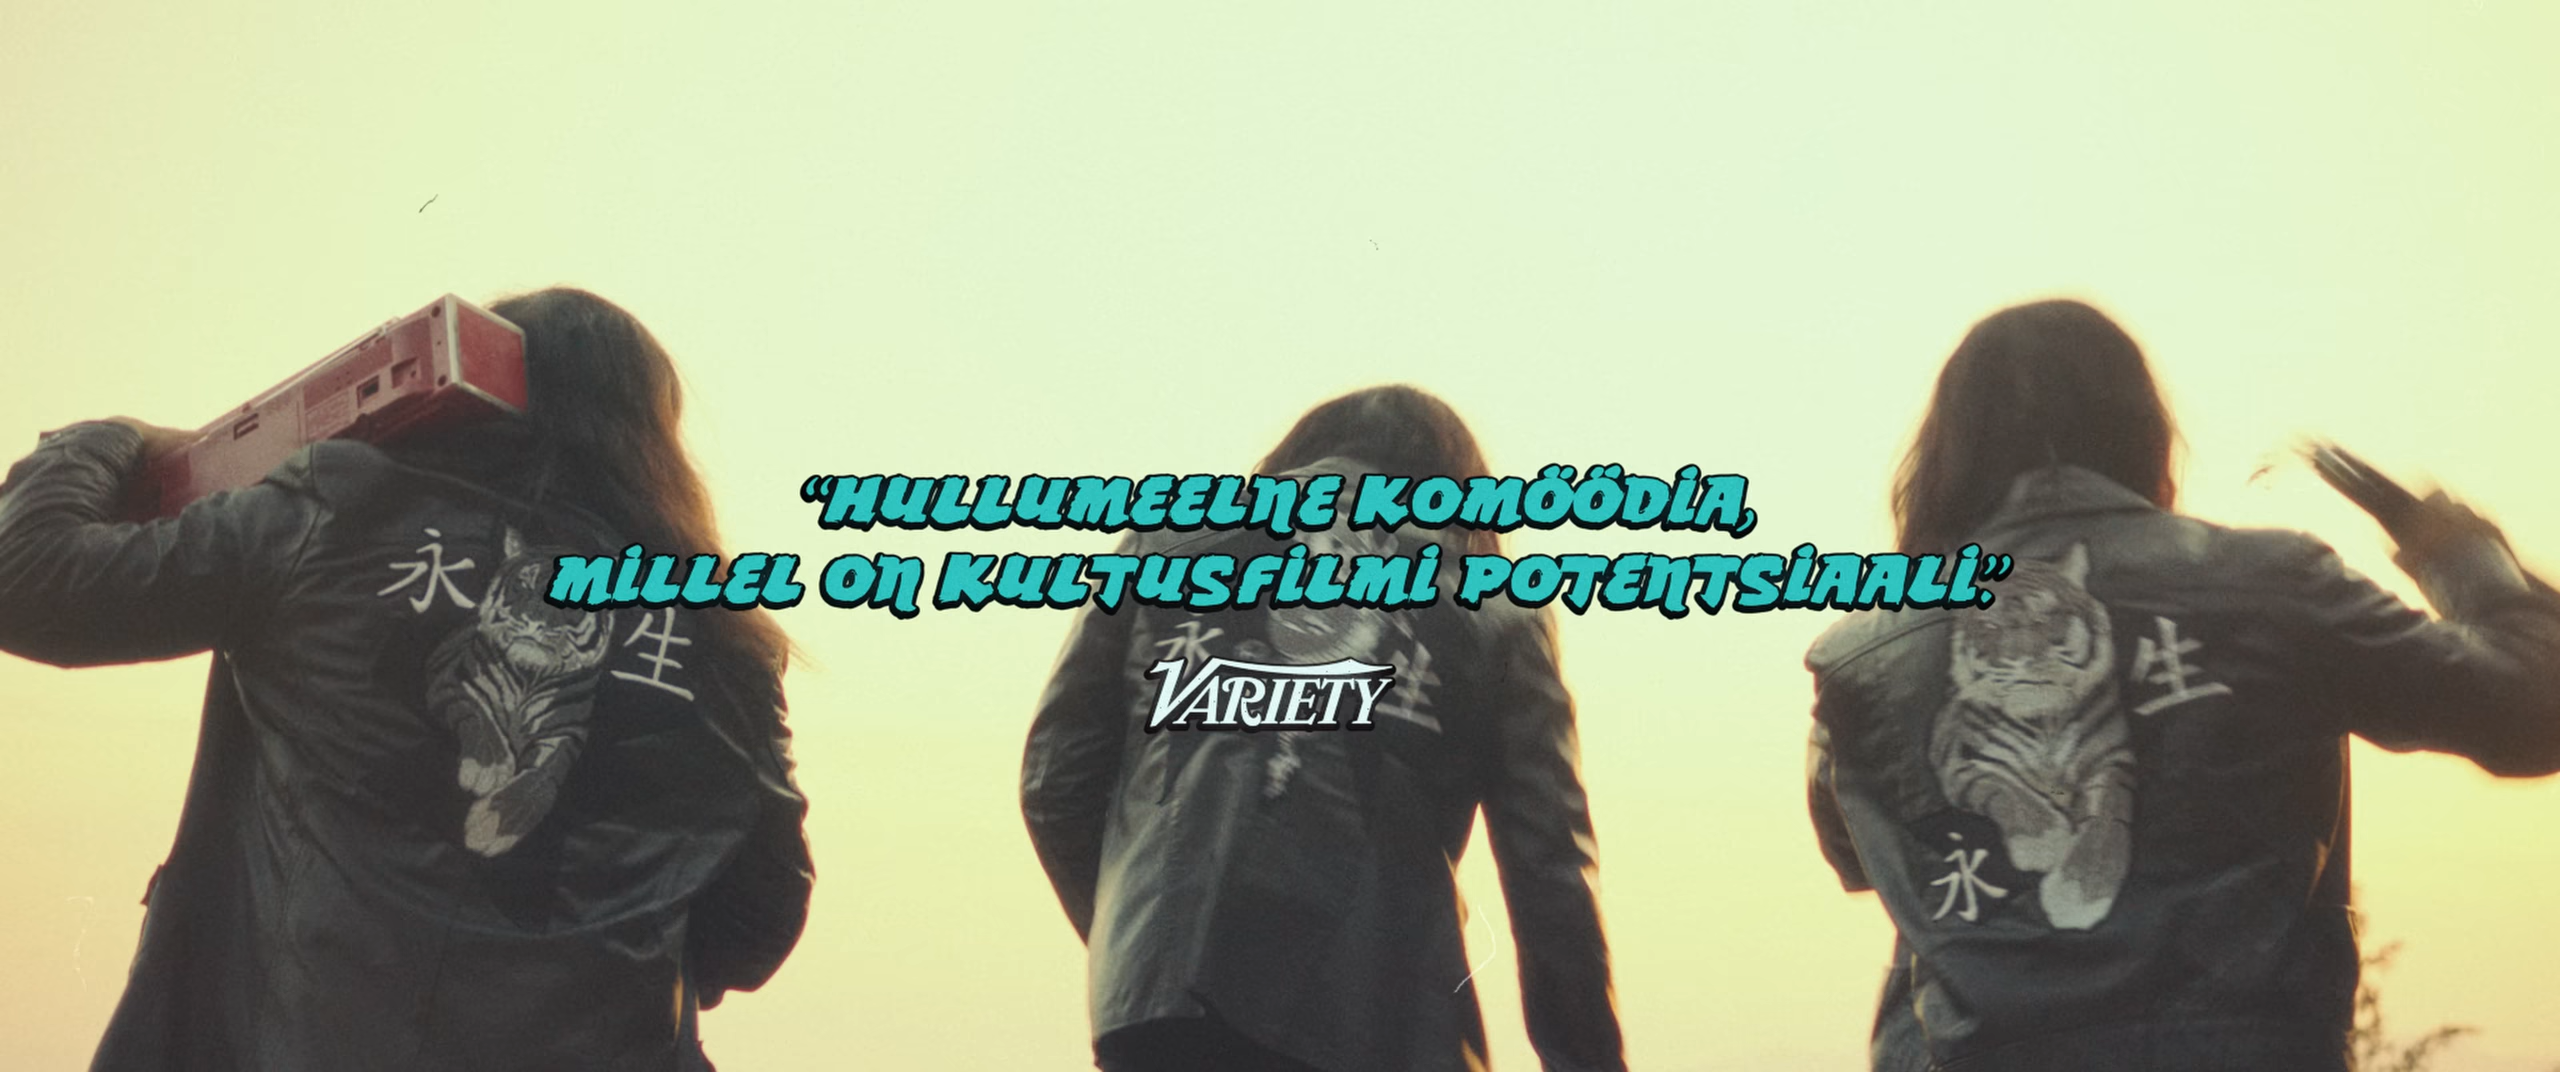 “HULLUMEELNE KOMÖÖDIA,
MILLEL ON KULTUSFILMI POTENTSIAALI.”
VARIETY
永
生
永
生
生
永